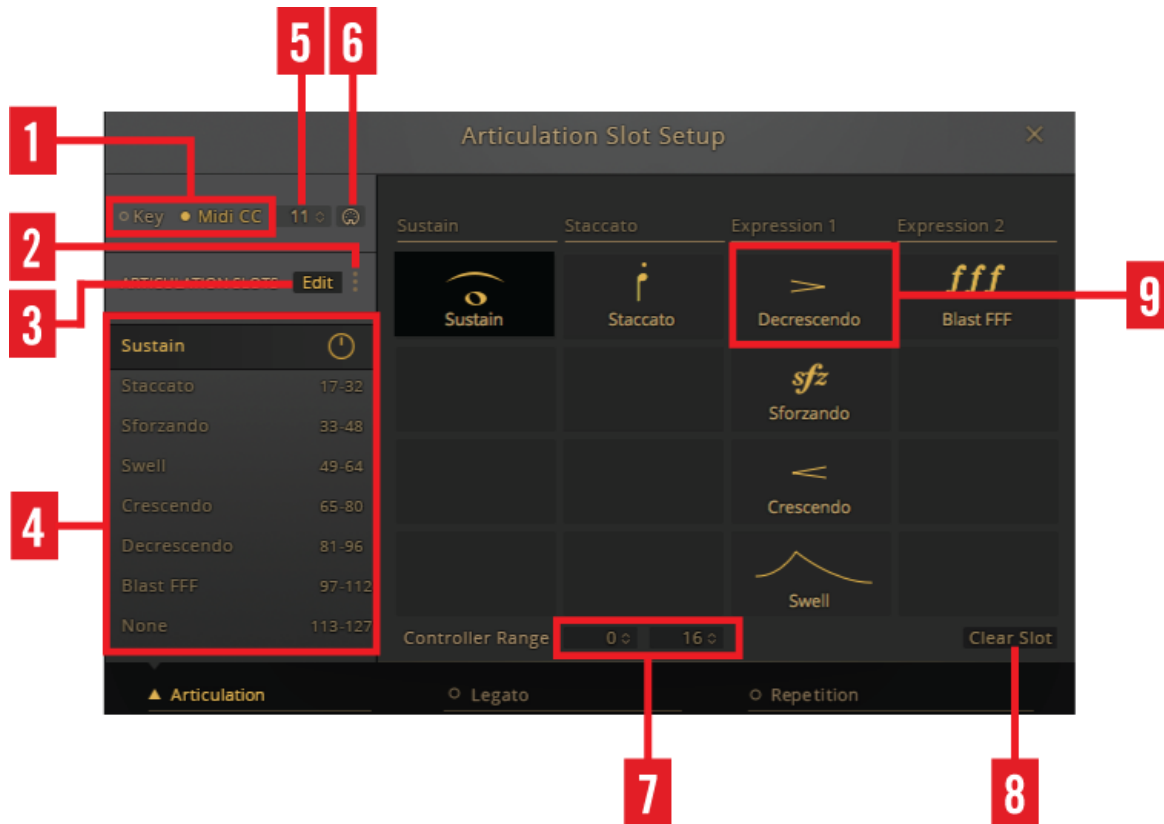 5 6
1
Articulation Slot Setup
Key Midi CC 11
Sustain Staccato Expression 1 Expression 2
2
ARTICULATION SLOTS Edit
3
fff
9
Sustain Staccato Decrescendo Blast FFF
Sustain
Staccato 17-32
sfz
Sforzando 33-48
Sforzando
Swell 49-64
Crescendo 65-80
Crescendo
4
Decrescendo 81-96
Blast FFF 97-112
Swell
None 113-127
Controller Range 0 16 Clear Slot
Articulation Legato Repetition
7 8